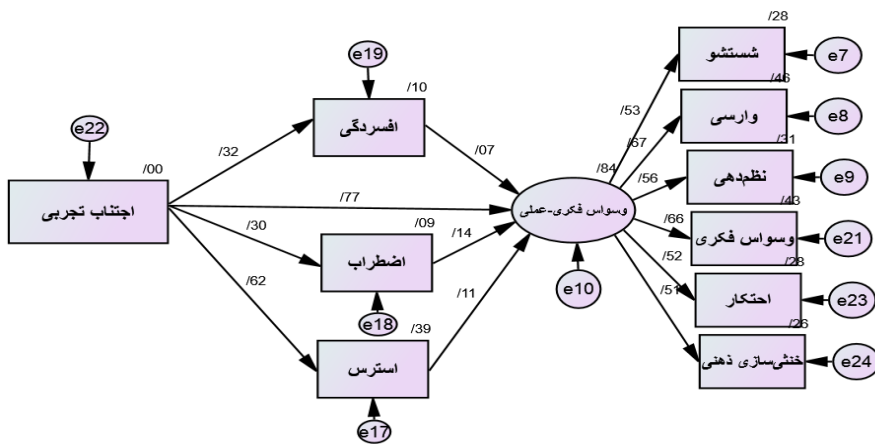 /28
شستشو
e7
e19
/10
/46
/53
افسردگی
وارسی
e8
e22
/32
/07
/67
/31
/00
/84
/56
نظم‌دهی
e9
/77
اجتناب تجربی
وسواس فکری-عملی
/43
/30
/09
/14
/66
وسواس فکری
e21
اضطراب
/52
/28
/62
/11
e10
احتکار
e23
/51
e18
/39
/26
استرس
خنثی‌سازی ذهنی
e24
e17